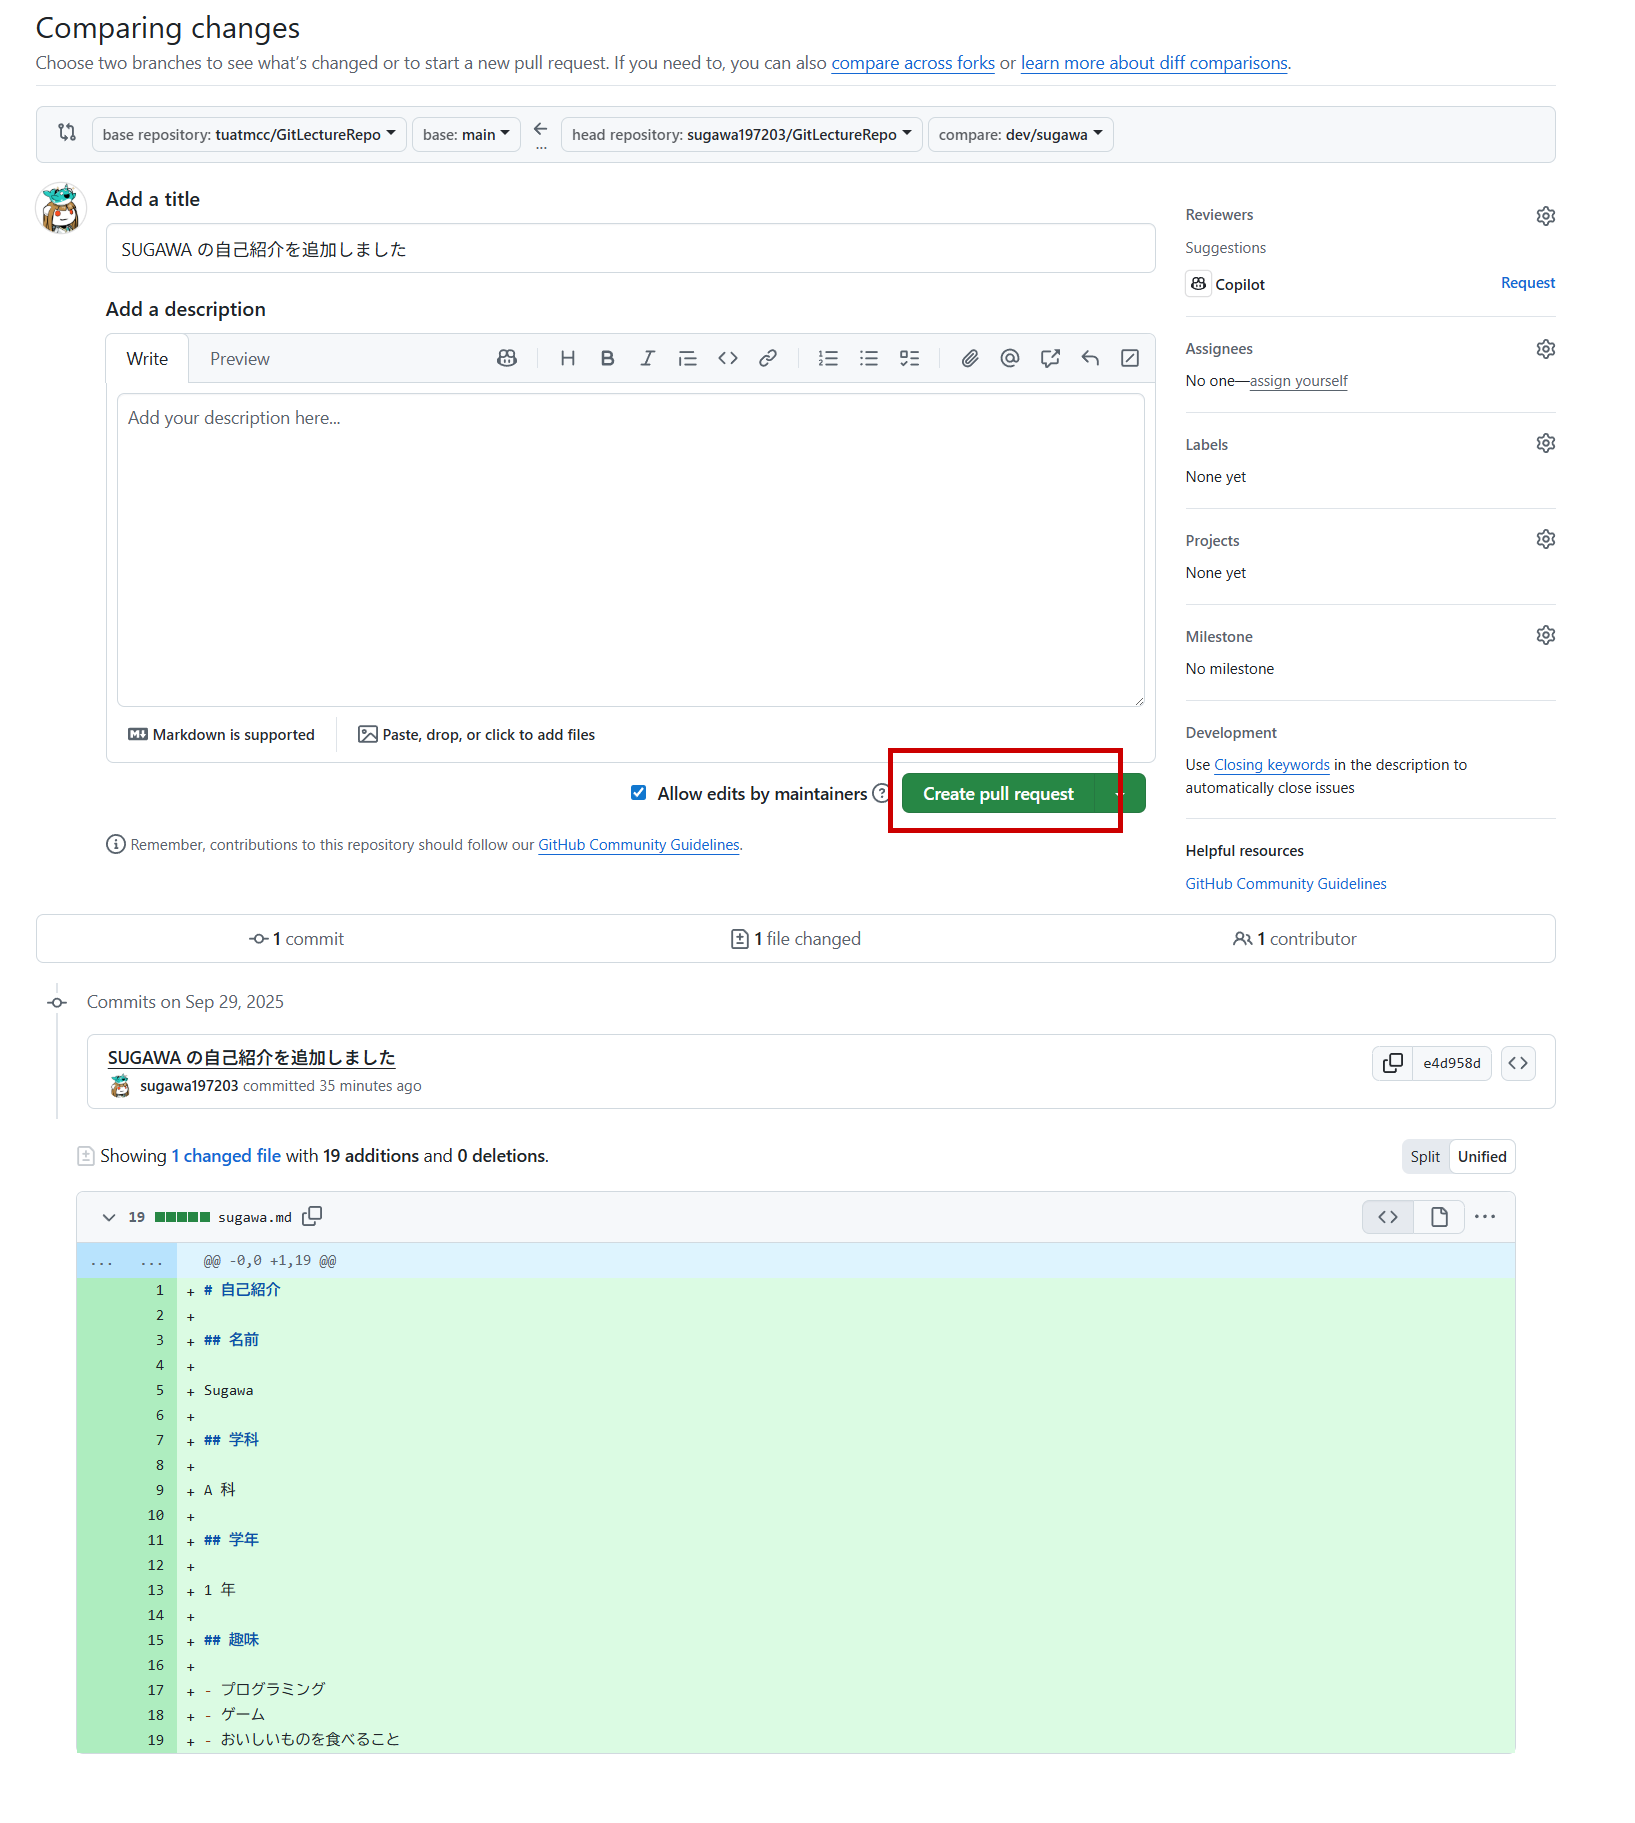 Comparing changes
Choose two branches to see what's changed or to start a new pull request. If you need to, you can also compare across forks or learn more about diff comparisons.
base repository: tuatmcc/GitLectureRepo base: main ... head repository: sugawa197203/GitLectureRepo compare: dev/sugawa
Add a title
SUGAWA の自己紹介を追加しました
Add a description
Write Preview
Add your description here...
Markdown is supported Paste, drop, or click to add files
Allow edits by maintainers Create pull request
Remember, contributions to this repository should follow our GitHub Community Guidelines.
Reviewers
Suggestions
Copilot Request
Assignees
No one—assign yourself
Labels
None yet
Projects
None yet
Milestone
No milestone
Development
Use Closing keywords in the description to
automatically close issues
Helpful resources
GitHub Community Guidelines
1 commit 1 file changed 1 contributor
Commits on Sep 29, 2025
SUGAWA の自己紹介を追加しました
sugawa197203 committed 35 minutes ago
e4d958d
Showing 1 changed file with 19 additions and 0 deletions.
Split Unified
19 sugawa.md
... ... @@ -0,0 +1,19 @@
1 + # 自己紹介
2 +
3 + ## 名前
4 +
5 + Sugawa
6 +
7 + ## 学科
8 +
9 + A 科
10 +
11 + ## 学年
12 +
13 + 1 年
14 +
15 + ## 趣味
16 +
17 + - プログラミング
18 + - ゲーム
19 + - おいしいものを食べること